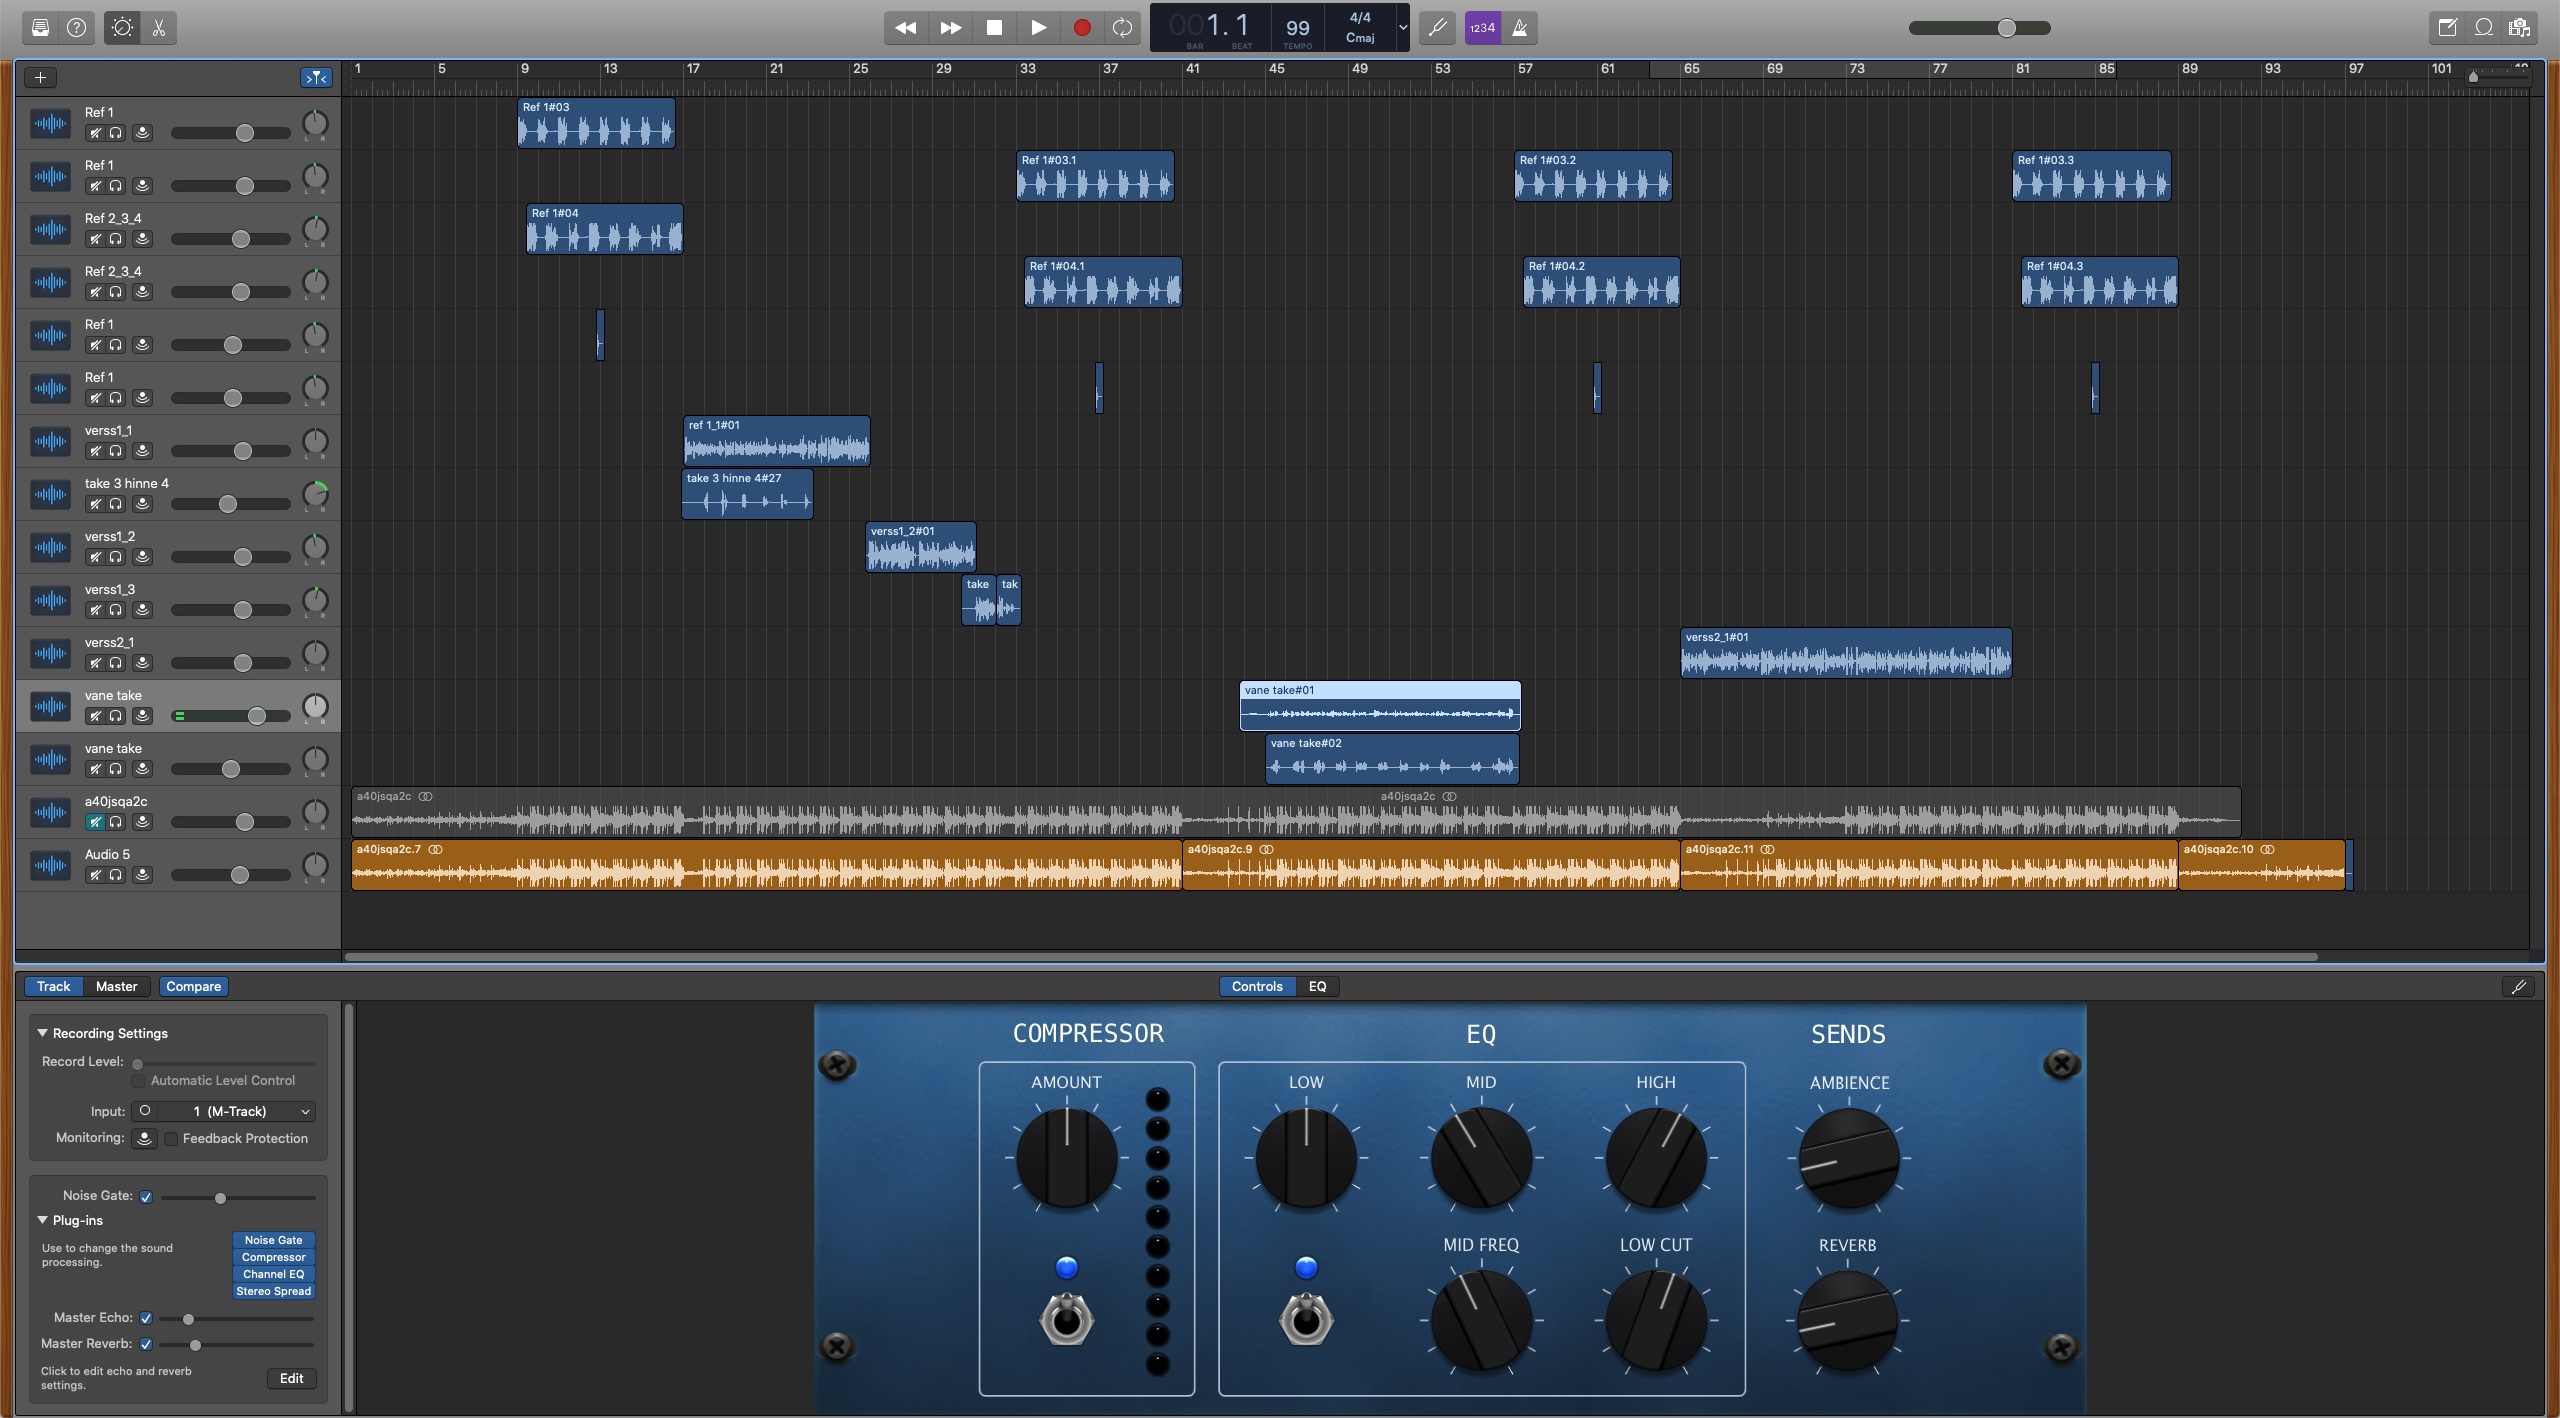 001.1
BAR BEAT
99
TEMPO
4/4
Cmaj
1234
1 5 9 13 17 21 25 29 33 37 41 45 49 53 57 61 65 69 73 77 81 85 89 93 97 101
Ref 1
L R
Ref 1#03
Ref 1
L R
Ref 1#03.1
Ref 1#03.2
Ref 1#03.3
Ref 2_3_4
L R
Ref 1#04
Ref 2_3_4
L R
Ref 1#04.1
Ref 1#04.2
Ref 1#04.3
Ref 1
L R
Ref 1
L R
verss1_1
L R
ref 1_1#01
take 3 hinne 4
L R
take 3 hinne 4#27
verss1_2
L R
verss1_2#01
verss1_3
L R
take
tak
verss2_1
L R
verss2_1#01
vane take
L R
vane take#01
vane take
L R
vane take#02
a40jsqa2c
L R
a40jsqa2c
a40jsqa2c
Audio 5
L R
a40jsqa2c.7
a40jsqa2c.9
a40jsqa2c.11
a40jsqa2c.10
Track Master Compare
Controls EQ
Recording Settings
Record Level:
Automatic Level Control
Input: 1 (M-Track)
Monitoring: Feedback Protection
Noise Gate:
Plug-ins
Use to change the sound
processing.
Noise Gate
Compressor
Channel EQ
Stereo Spread
Master Echo:
Master Reverb:
Click to edit echo and reverb
settings.
Edit
COMPRESSOR
AMOUNT
EQ
LOW
MID
HIGH
MID FREQ
LOW CUT
SENDS
AMBIENCE
REVERB